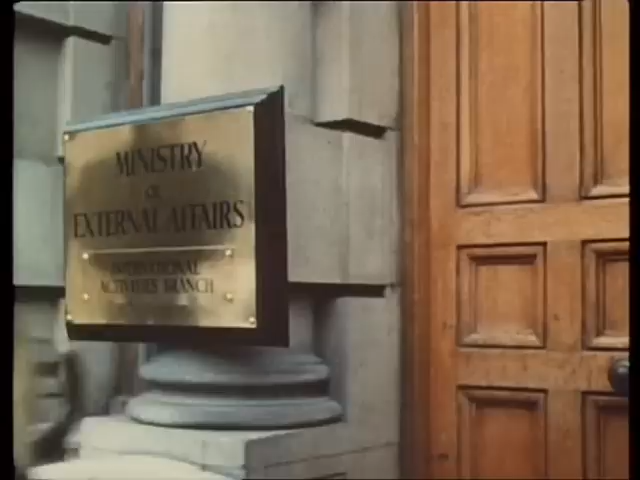 MINISTRY
OF
EXTERNAL AFFAIRS
INTERNATIONAL
ACTIVITIES BRANCH